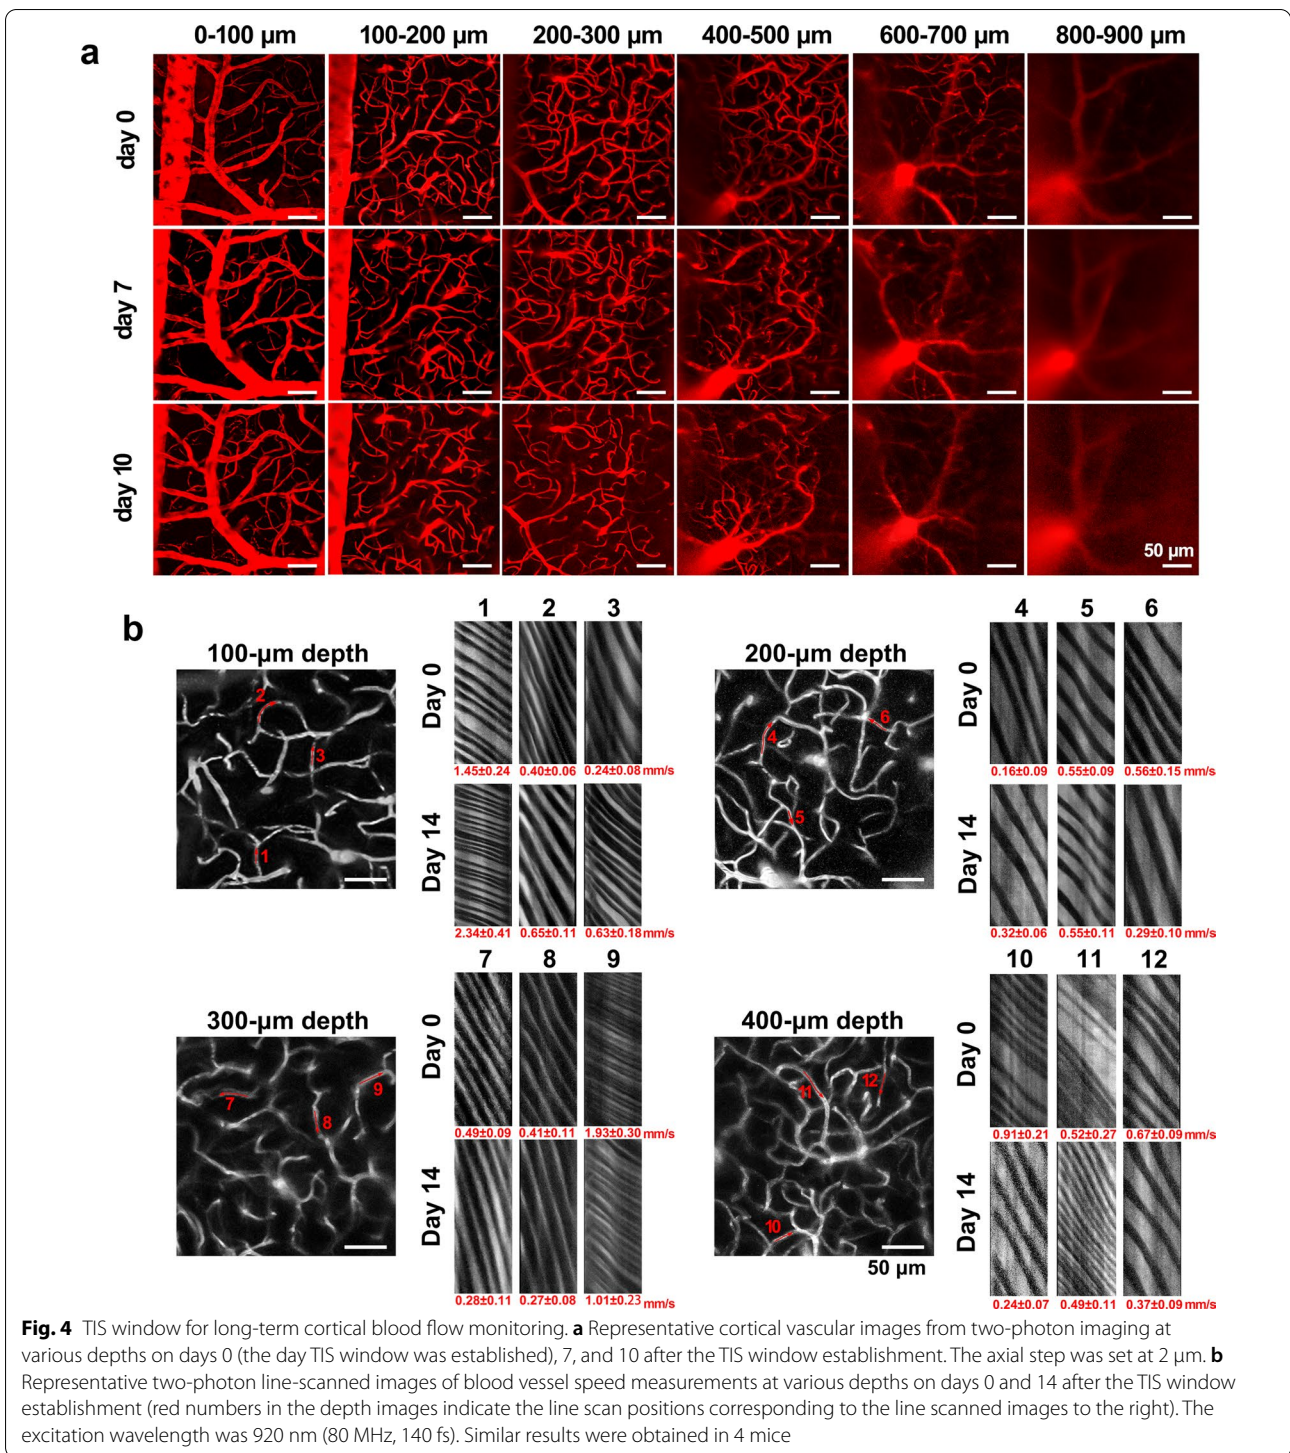 a
0-100 µm 100-200 µm 200-300 µm 400-500 µm 600-700 µm 800-900 µm
day 0
day 7
day 10
50 µm
b
100-µm depth
2
3
1
1 2 3
Day 0
1.45±0.24 0.40±0.06 0.24±0.08 mm/s
Day 14
2.34±0.41 0.65±0.11 0.63±0.18 mm/s
200-µm depth
4
6
5
4 5 6
Day 0
0.16±0.09 0.55±0.09 0.56±0.15 mm/s
Day 14
0.32±0.06 0.55±0.11 0.29±0.10 mm/s
300-µm depth
7
8
9
7 8 9
Day 0
0.49±0.09 0.41±0.11 1.93±0.30 mm/s
Day 14
0.28±0.11 0.27±0.08 1.01±0.23 mm/s
400-µm depth
11
12
10
50 µm
10 11 12
Day 0
0.91±0.21 0.52±0.27 0.67±0.09 mm/s
Day 14
0.24±0.07 0.49±0.11 0.37±0.09 mm/s
Fig. 4 TIS window for long-term cortical blood flow monitoring. a Representative cortical vascular images from two-photon imaging at
various depths on days 0 (the day TIS window was established), 7, and 10 after the TIS window establishment. The axial step was set at 2 µm. b
Representative two-photon line-scanned images of blood vessel speed measurements at various depths on days 0 and 14 after the TIS window
establishment (red numbers in the depth images indicate the line scan positions corresponding to the line scanned images to the right). The
excitation wavelength was 920 nm (80 MHz, 140 fs). Similar results were obtained in 4 mice